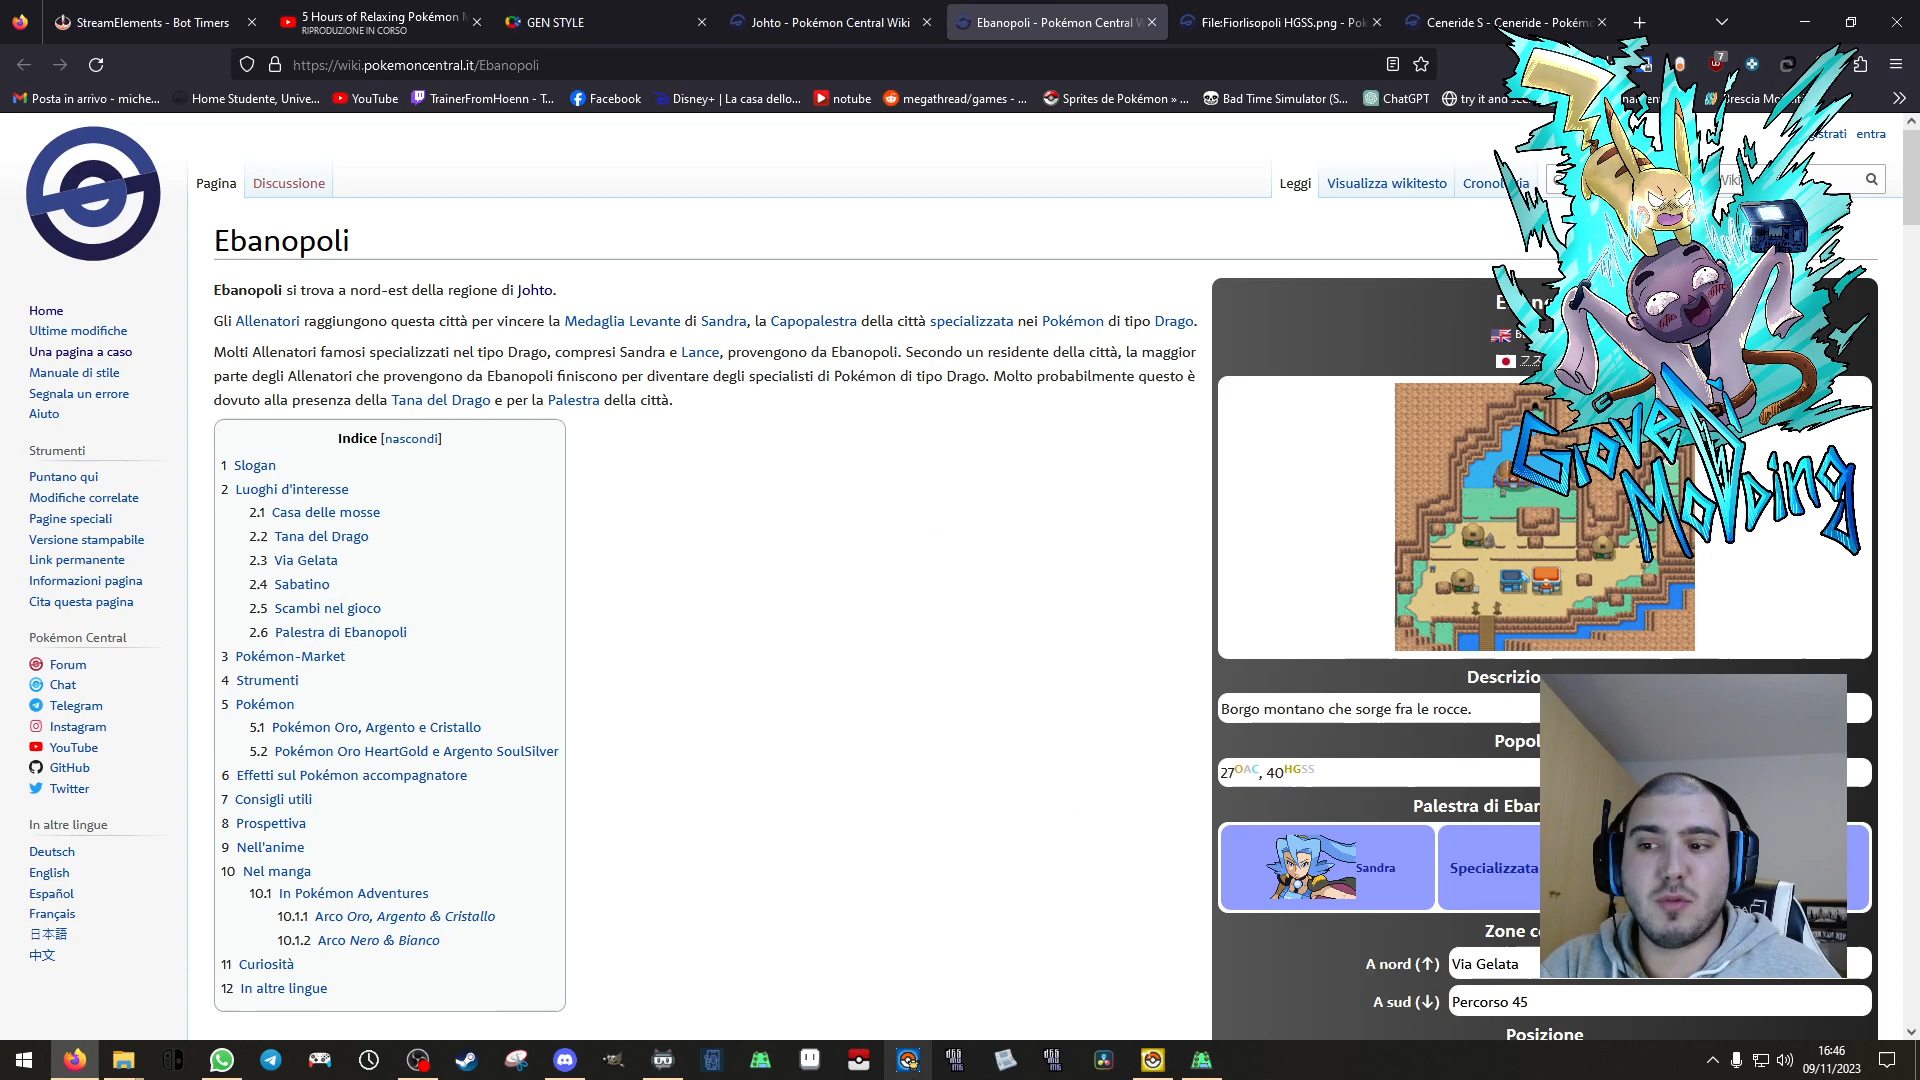 StreamElements - Bot Timers
5 Hours of Relaxing Pokémon M
RIPRODUZIONE IN CORSO
GEN STYLE
Johto - Pokémon Central Wiki
Ebanopoli - Pokémon Central W
File:Fiorlisopoli HGSS.png - Pok
Ceneride S - Ceneride - Pokémo
https://wiki.pokemoncentral.it/Ebanopoli
7
Posta in arrivo - miche...
Home Studente, Unive...
YouTube
TrainerFromHoenn - T...
Facebook
Disney+ | La casa dello...
notube
megathread/games - ...
Sprites de Pokémon » ...
Bad Time Simulator (S...
ChatGPT
try it and
Brescia
entra
Pagina
Discussione
Leggi
Visualizza wikitesto
Cronologia
Ebanopoli
Ebanopoli si trova a nord-est della regione di Johto.
Gli Allenatori raggiungono questa città per vincere la Medaglia Levante di Sandra, la Capopalestra della città specializzata nei Pokémon di tipo Drago.
Molti Allenatori famosi specializzati nel tipo Drago, compresi Sandra e Lance, provengono da Ebanopoli. Secondo un residente della città, la maggior
parte degli Allenatori che provengono da Ebanopoli finiscono per diventare degli specialisti di Pokémon di tipo Drago. Molto probabilmente questo è
dovuto alla presenza della Tana del Drago e per la Palestra della città.
Indice [nascondi]
1 Slogan
2 Luoghi d'interesse
2.1 Casa delle mosse
2.2 Tana del Drago
2.3 Via Gelata
2.4 Sabatino
2.5 Scambi nel gioco
2.6 Palestra di Ebanopoli
3 Pokémon-Market
4 Strumenti
5 Pokémon
5.1 Pokémon Oro, Argento e Cristallo
5.2 Pokémon Oro HeartGold e Argento SoulSilver
6 Effetti sul Pokémon accompagnatore
7 Consigli utili
8 Prospettiva
9 Nell'anime
10 Nel manga
10.1 In Pokémon Adventures
10.1.1 Arco Oro, Argento & Cristallo
10.1.2 Arco Nero & Bianco
11 Curiosità
12 In altre lingue
Home
Ultime modifiche
Una pagina a caso
Manuale di stile
Segnala un errore
Aiuto
Strumenti
Puntano qui
Modifiche correlate
Pagine speciali
Versione stampabile
Link permanente
Informazioni pagina
Cita questa pagina
Pokémon Central
Forum
Chat
Telegram
Instagram
YouTube
GitHub
Twitter
In altre lingue
Deutsch
English
Español
Français
日本語
中文
GioveModding
Descrizio
Borgo montano che sorge fra le rocce.
Popol
27OAC, 40HGSS
Palestra di Eban
Sandra
Specializzata
Zone c
A nord (↑) Via Gelata
A sud (↓) Percorso 45
Posizione
16:46
09/11/2023